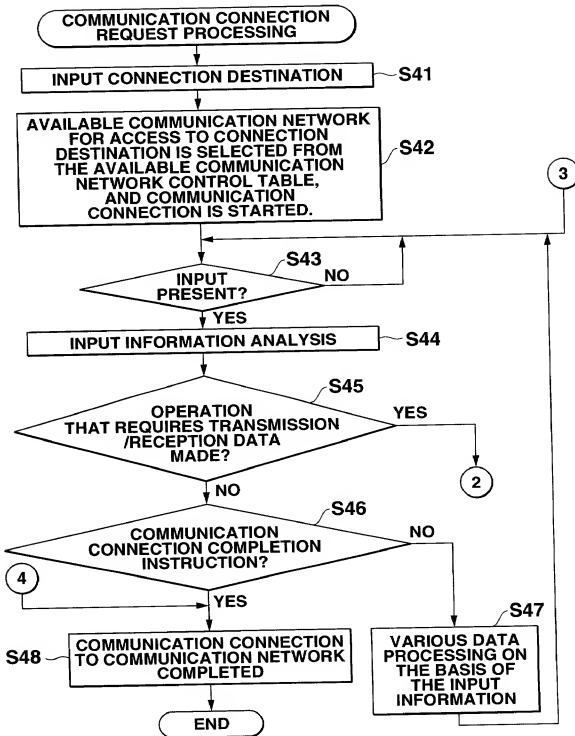 COMMUNICATION CONNECTION
REQUEST PROCESSING
INPUT CONNECTION DESTINATION
S41
AVAILABLE COMMUNICATION NETWORK
FOR ACCESS TO CONNECTION
DESTINATION IS SELECTED FROM
THE AVAILABLE COMMUNICATION
NETWORK CONTROL TABLE,
AND COMMUNICATION
CONNECTION IS STARTED.
S42
3
S43
INPUT
PRESENT?
NO
YES
INPUT INFORMATION ANALYSIS
S44
S45
OPERATION
THAT REQUIRES TRANSMISSION
/RECEPTION DATA
MADE?
YES
2
NO
S46
COMMUNICATION
CONNECTION COMPLETION
INSTRUCTION?
NO
4
YES
S47
VARIOUS DATA
PROCESSING ON
THE BASIS OF
THE INPUT
INFORMATION
S48
COMMUNICATION CONNECTION
TO COMMUNICATION NETWORK
COMPLETED
END